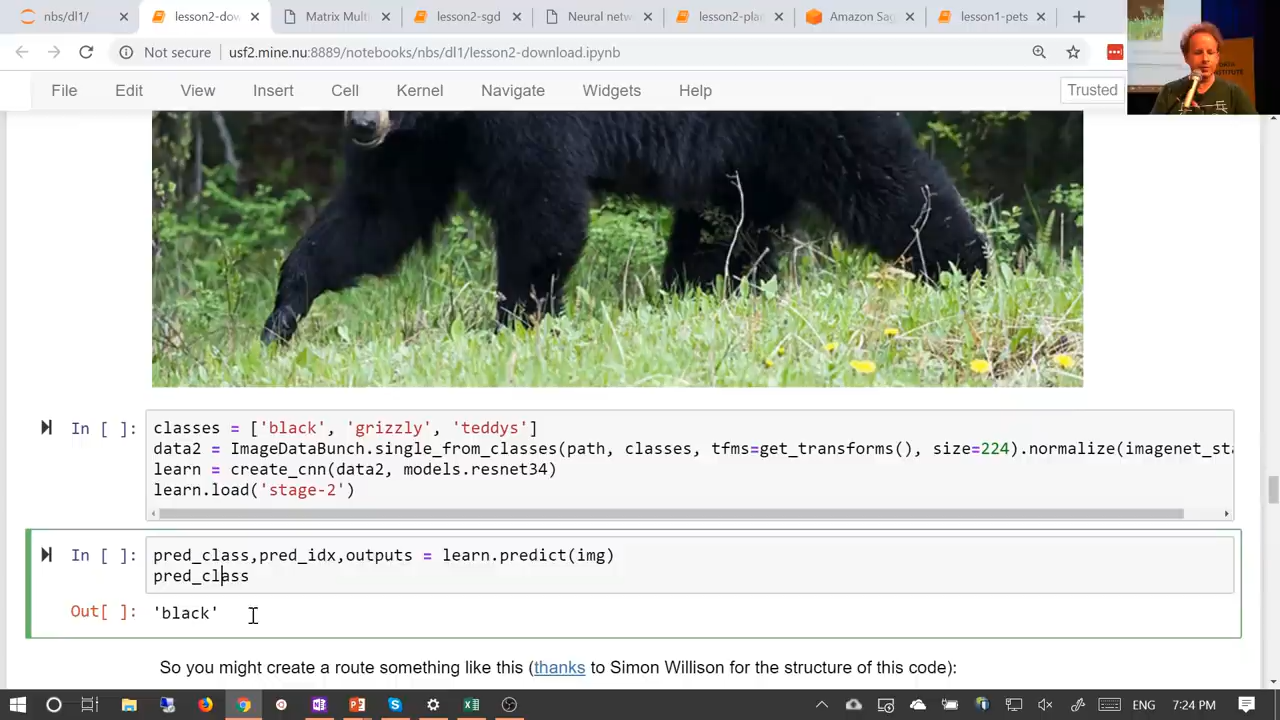 nbs/dl1/
lesson2-dow
Matrix Multi
lesson2-sgd
Neural netw
lesson2-plan
Amazon Sag
lesson1-pets
Not secure
usf2.mine.nu:8889/notebooks/nbs/dl1/lesson2-download.ipynb
File
Edit
View
Insert
Cell
Kernel
Navigate
Widgets
Help
Trusted
In [ ]:
classes = ['black', 'grizzly', 'teddys']
data2 = ImageDataBunch.single_from_classes(path, classes, tfms=get_transforms(), size=224).normalize(imagenet_sta
learn = create_cnn(data2, models.resnet34)
learn.load('stage-2')
In [ ]:
pred_class,pred_idx,outputs = learn.predict(img)
pred_class
Out[ ]:
'black'
So you might create a route something like this (thanks to Simon Willison for the structure of this code):
ENG
7:24 PM